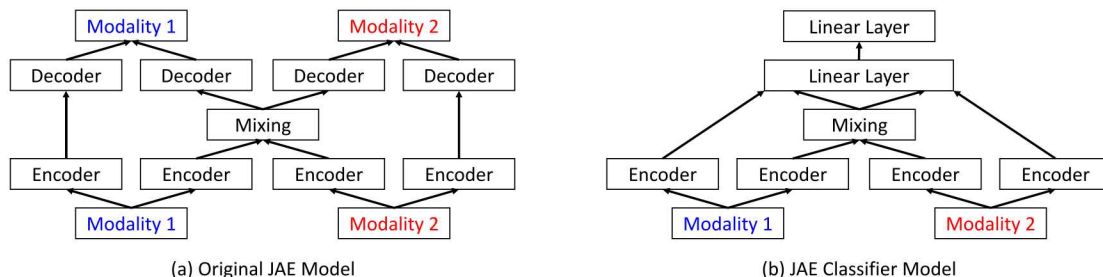 Modality 1 Modality 2
Decoder Decoder Decoder Decoder
Mixing
Encoder Encoder Encoder Encoder
Modality 1 Modality 2
(a) Original JAE Model
Linear Layer
Linear Layer
Mixing
Encoder Encoder Encoder Encoder
Modality 1 Modality 2
(b) JAE Classifier Model